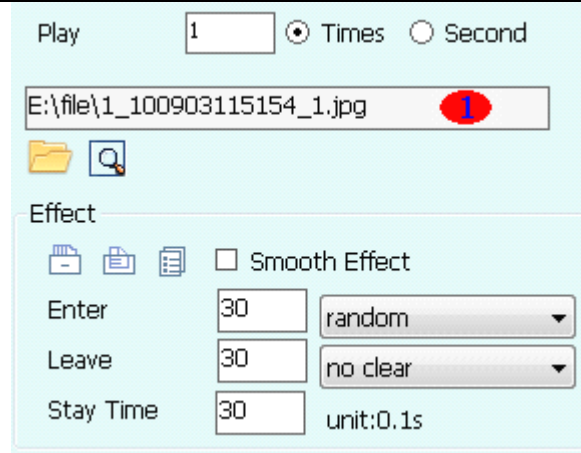 Play 1 Times Second
E:\file\1_100903115154_1.jpg 1
Effect
Smooth Effect
Enter 30 random
Leave 30 no clear
Stay Time 30 unit:0.1s